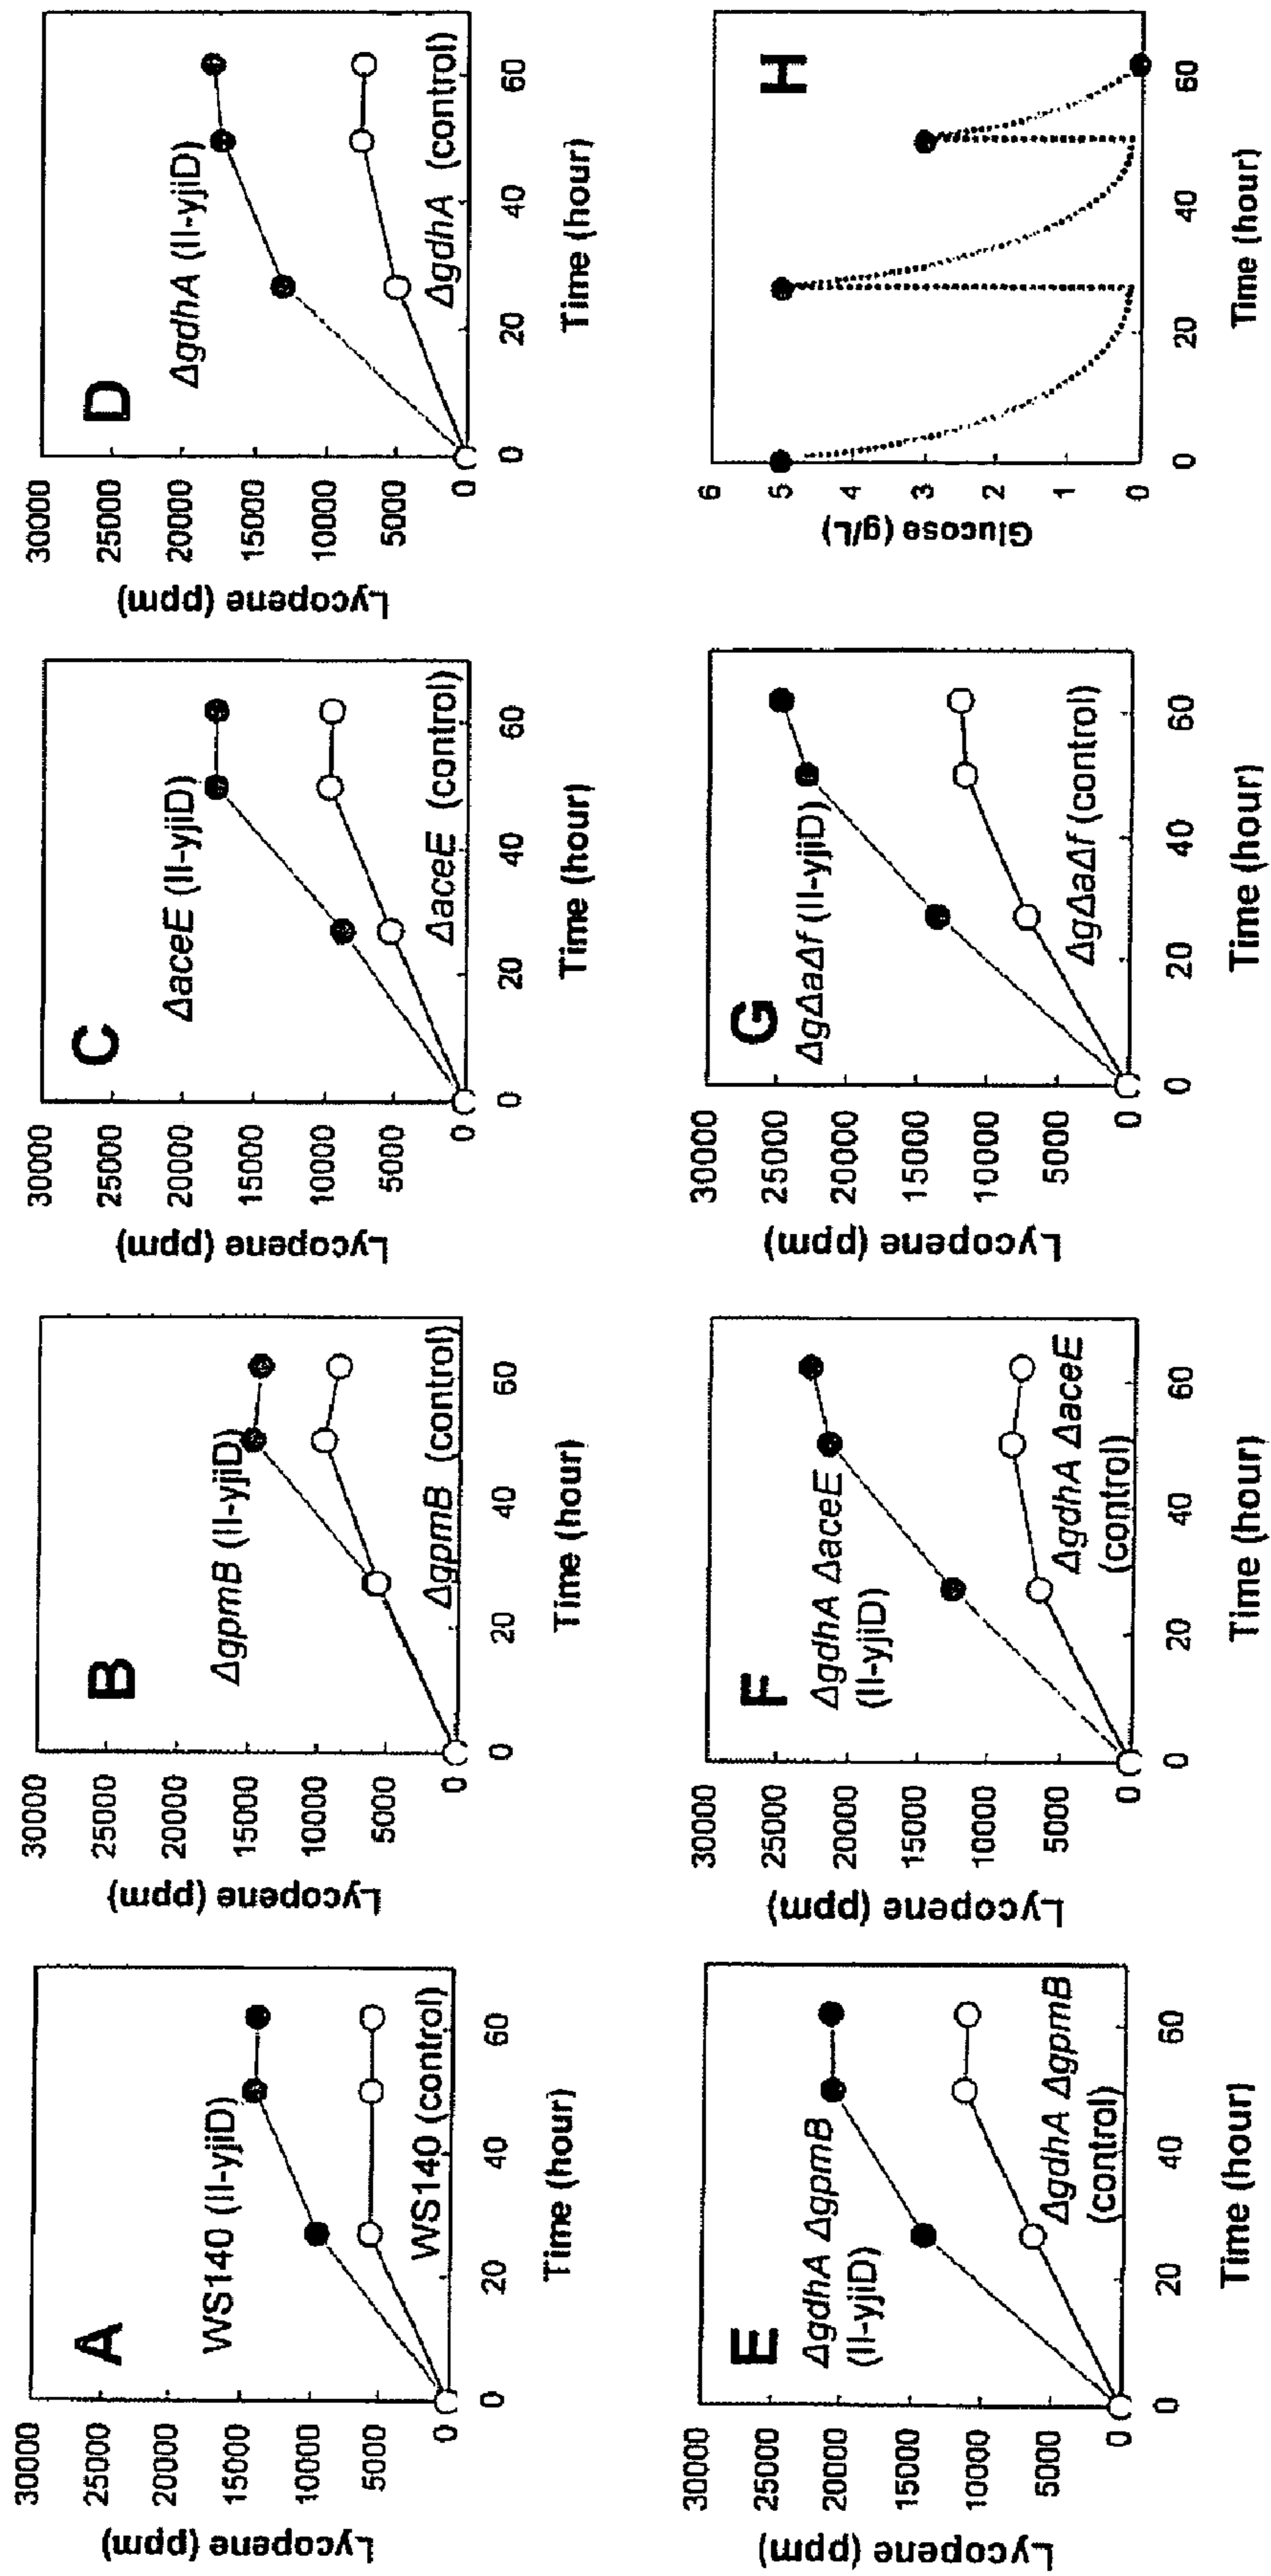 A
Lycopene (ppm)
30000
25000
20000
15000
10000
5000
0
WS140 (II-yjiD)
WS140 (control)
0
20
40
60
Time (hour)
B
Lycopene (ppm)
30000
25000
20000
15000
10000
5000
0
ΔgpmB (II-yjiD)
ΔgpmB (control)
0
20
40
60
Time (hour)
C
Lycopene (ppm)
30000
25000
20000
15000
10000
5000
0
ΔaceE (II-yjiD)
ΔaceE (control)
0
20
40
60
Time (hour)
D
Lycopene (ppm)
30000
25000
20000
15000
10000
5000
0
ΔgdhA (II-yjiD)
ΔgdhA (control)
0
20
40
60
Time (hour)
E
Lycopene (ppm)
30000
25000
20000
15000
10000
5000
0
ΔgdhA ΔgpmB
(II-yjiD)
ΔgdhA ΔgpmB
(control)
0
20
40
60
Time (hour)
F
Lycopene (ppm)
30000
25000
20000
15000
10000
5000
0
ΔgdhA ΔaceE
(II-yjiD)
ΔgdhA ΔaceE
(control)
0
20
40
60
Time (hour)
G
Lycopene (ppm)
30000
25000
20000
15000
10000
5000
0
ΔgΔaΔf (II-yjiD)
ΔgΔaΔf (control)
0
20
40
60
Time (hour)
H
Glucose (g/L)
6
5
4
3
2
1
0
0
20
40
60
Time (hour)